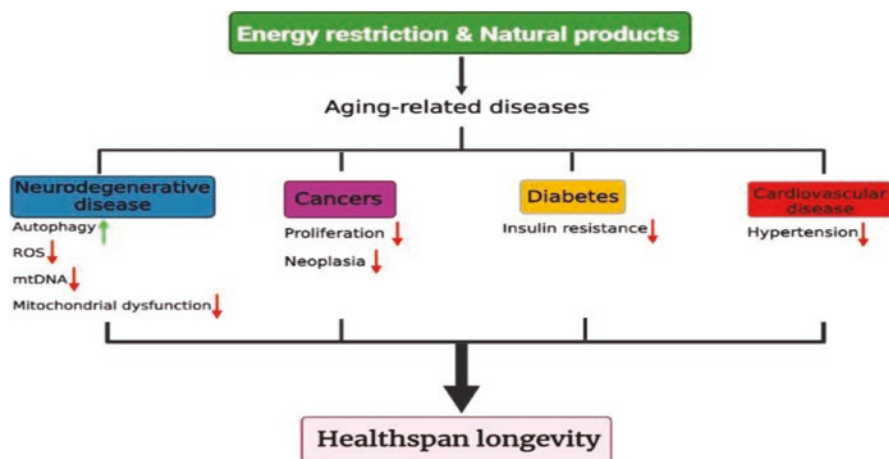 Energy restriction & Natural products
Aging-related diseases
Neurodegenerative
disease
Autophagy
ROS
mtDNA
Mitochondrial dysfunction
Cancers
Proliferation
Neoplasia
Diabetes
Insulin resistance
Cardiovascular
disease
Hypertension
Healthspan longevity